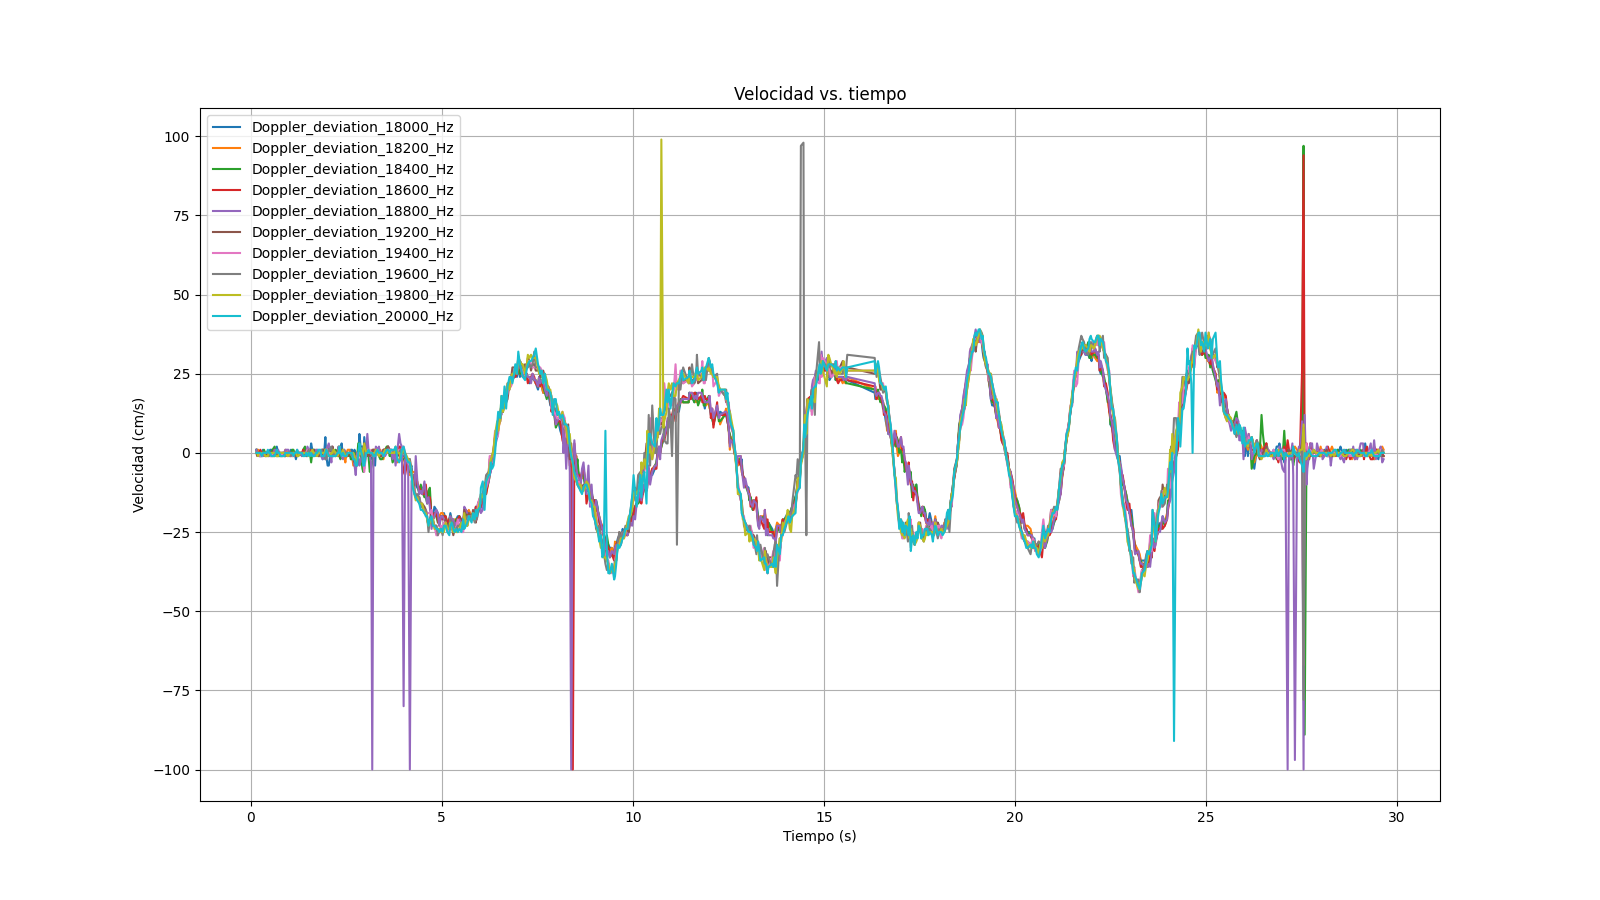 Velocidad vs. tiempo
Doppler_deviation_18000_Hz
Doppler_deviation_18200_Hz
Doppler_deviation_18400_Hz
Doppler_deviation_18600_Hz
Doppler_deviation_18800_Hz
Doppler_deviation_19200_Hz
Doppler_deviation_19400_Hz
Doppler_deviation_19600_Hz
Doppler_deviation_19800_Hz
Doppler_deviation_20000_Hz
Velocidad (cm/s)
100
75
50
25
0
−25
−50
−75
−100
0 5 10 15 20 25 30
Tiempo (s)